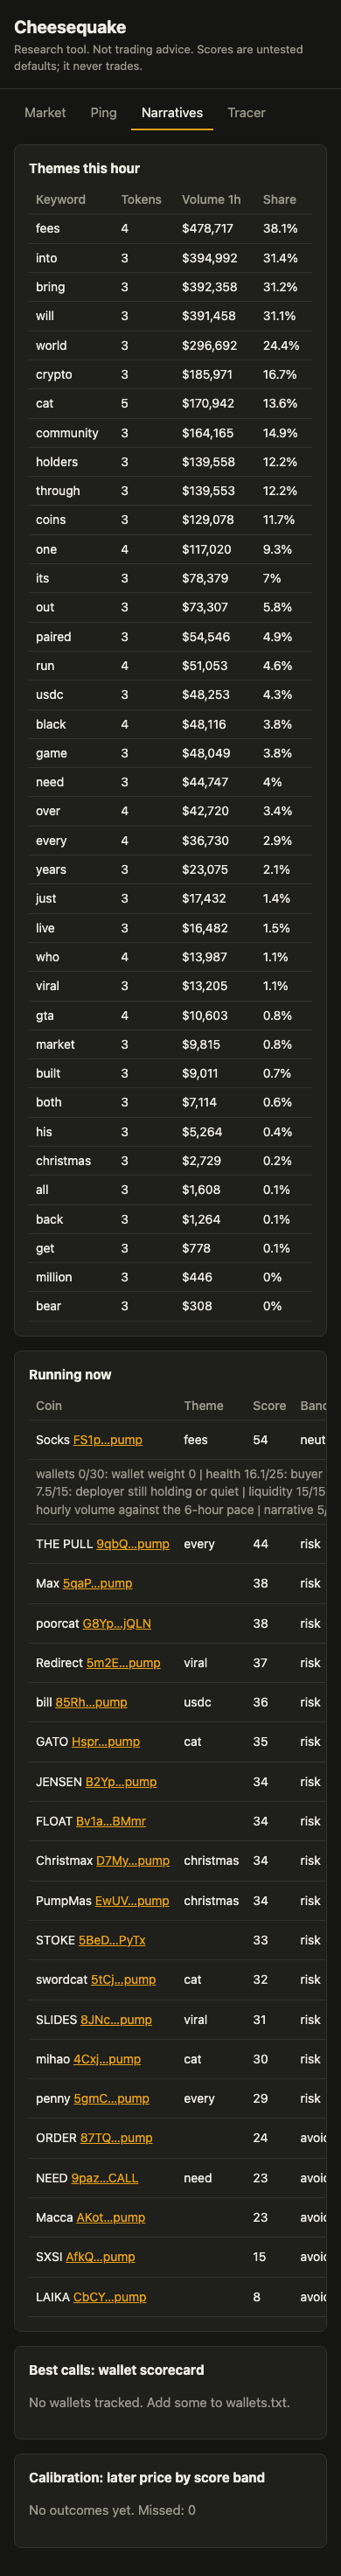 Cheesequake
Research tool. Not trading advice. Scores are untested
defaults; it never trades.
Market Ping Narratives Tracer
Themes this hour
Keyword Tokens Volume 1h Share
fees 4 $478,717 38.1%
into 3 $394,992 31.4%
bring 3 $392,358 31.2%
will 3 $391,458 31.1%
world 3 $296,692 24.4%
crypto 3 $185,971 16.7%
cat 5 $170,942 13.6%
community 3 $164,165 14.9%
holders 3 $139,558 12.2%
through 3 $139,553 12.2%
coins 3 $129,078 11.7%
one 4 $117,020 9.3%
its 3 $78,379 7%
out 3 $73,307 5.8%
paired 3 $54,546 4.9%
run 4 $51,053 4.6%
usdc 3 $48,253 4.3%
black 4 $48,116 3.8%
game 3 $48,049 3.8%
need 3 $44,747 4%
over 4 $42,720 3.4%
every 4 $36,730 2.9%
years 3 $23,075 2.1%
just 3 $17,432 1.4%
live 3 $16,482 1.5%
who 4 $13,987 1.1%
viral 3 $13,205 1.1%
gta 4 $10,603 0.8%
market 3 $9,815 0.8%
built 3 $9,011 0.7%
both 3 $7,114 0.6%
his 3 $5,264 0.4%
christmas 3 $2,729 0.2%
all 3 $1,608 0.1%
back 3 $1,264 0.1%
get 3 $778 0.1%
million 3 $446 0%
bear 3 $308 0%
Running now
Coin Theme Score Band
Socks FS1p...pump fees 54 neut
wallets 0/30: wallet weight 0 | health 16.1/25: buyer
7.5/15: deployer still holding or quiet | liquidity 15/15
hourly volume against the 6-hour pace | narrative 5/
THE PULL 9qbQ...pump every 44 risk
Max 5qaP...pump 38 risk
poorcat G8Yp...jQLN 38 risk
Redirect 5m2E...pump viral 37 risk
bill 85Rh...pump usdc 36 risk
GATO Hspr...pump cat 35 risk
JENSEN B2Yp...pump 34 risk
FLOAT Bv1a...BMmr 34 risk
Christmax D7My...pump christmas 34 risk
PumpMas EwUV...pump christmas 34 risk
STOKE 5BeD...PyTx 33 risk
swordcat 5tCj...pump cat 32 risk
SLIDES 8JNc...pump viral 31 risk
mihao 4Cxj...pump cat 30 risk
penny 5gmC...pump every 29 risk
ORDER 87TQ...pump 24 avoid
NEED 9paz...CALL need 23 avoid
Macca AKot...pump 23 avoid
SXSI AfkQ...pump 15 avoid
LAIKA CbCY...pump 8 avoid
Best calls: wallet scorecard
No wallets tracked. Add some to wallets.txt.
Calibration: later price by score band
No outcomes yet. Missed: 0